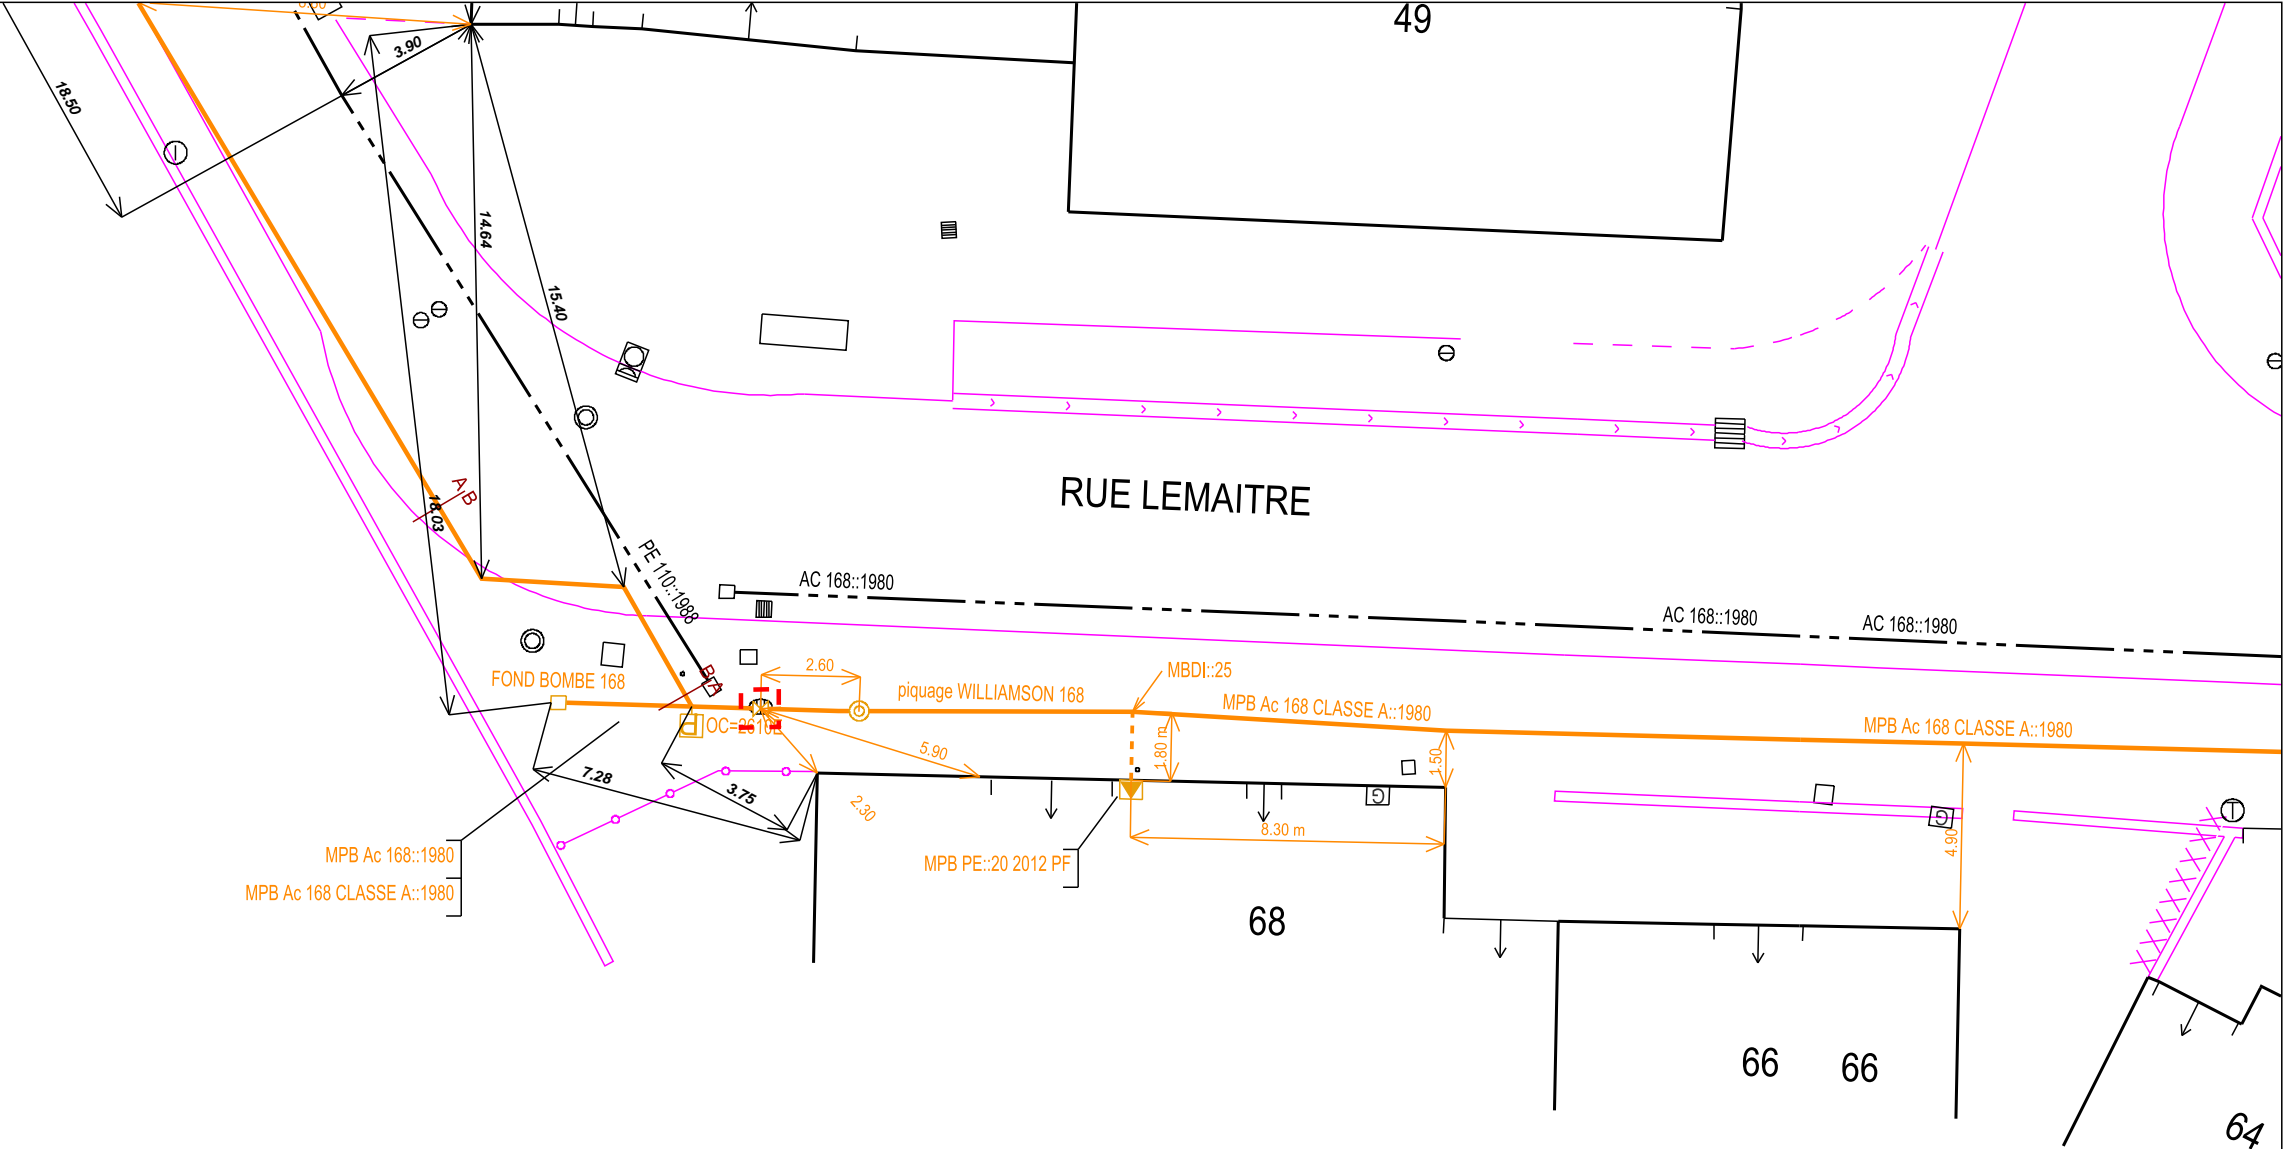 49
3.90
18.50
14.64
15.40
18.03
A
B
RUE LEMAITRE
PE 110::1988
AC 168::1980
AC 168::1980
AC 168::1980
FOND BOMBE 168
B
A
2.60
MBDI::25
piquage WILLIAMSON 168
MPB Ac 168 CLASSE A::1980
MPB Ac 168 CLASSE A::1980
5.90
1.80 m
1.50
7.28
3.75
2.30
8.30 m
G
G
4.90
MPB Ac 168::1980
MPB Ac 168 CLASSE A::1980
MPB PE::20 2012 PF
68
66
66
64